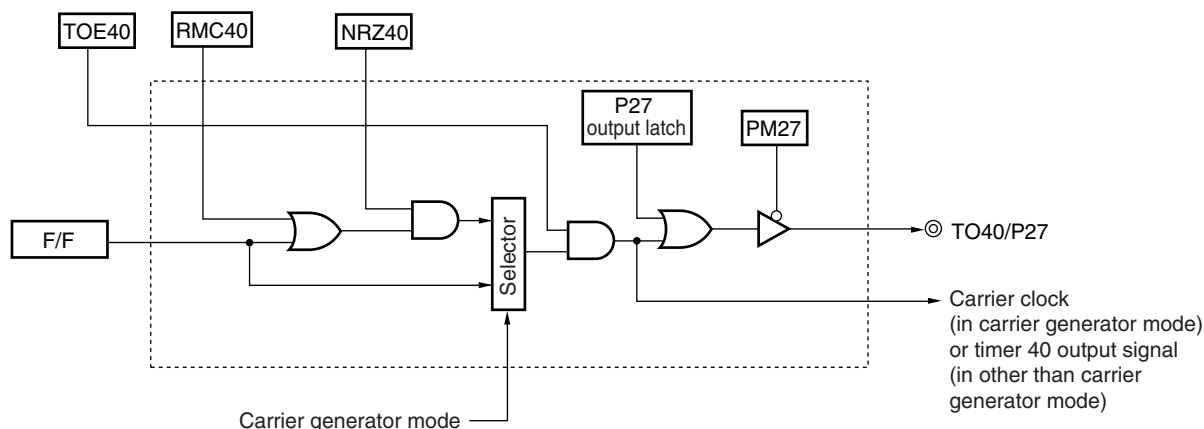 TOE40
RMC40
NRZ40
P27
output latch
PM27
F/F
Selector
TO40/P27
Carrier clock
(in carrier generator mode)
or timer 40 output signal
(in other than carrier
generator mode)
Carrier generator mode